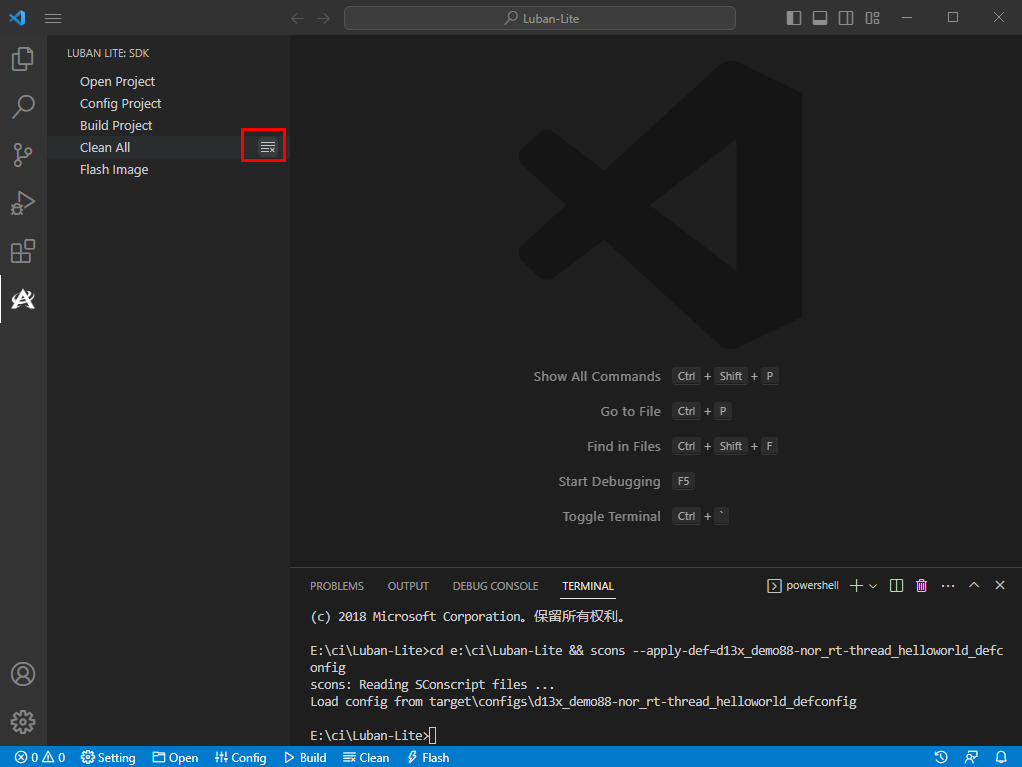 Luban-Lite
LUBAN LITE: SDK
Open Project
Config Project
Build Project
Clean All
Flash Image
Show All Commands Ctrl + Shift + P
Go to File Ctrl + P
Find in Files Ctrl + Shift + F
Start Debugging F5
Toggle Terminal Ctrl + `
PROBLEMS OUTPUT DEBUG CONSOLE TERMINAL powershell
(c) 2018 Microsoft Corporation。保留所有权利。
E:\ci\Luban-Lite>cd e:\ci\Luban-Lite && scons --apply-def=d13x_demo88-nor_rt-thread_helloworld_defc
onfig
scons: Reading SConscript files ...
Load config from target\configs\d13x_demo88-nor_rt-thread_helloworld_defconfig
E:\ci\Luban-Lite>
0 0 Setting Open Config Build Clean Flash